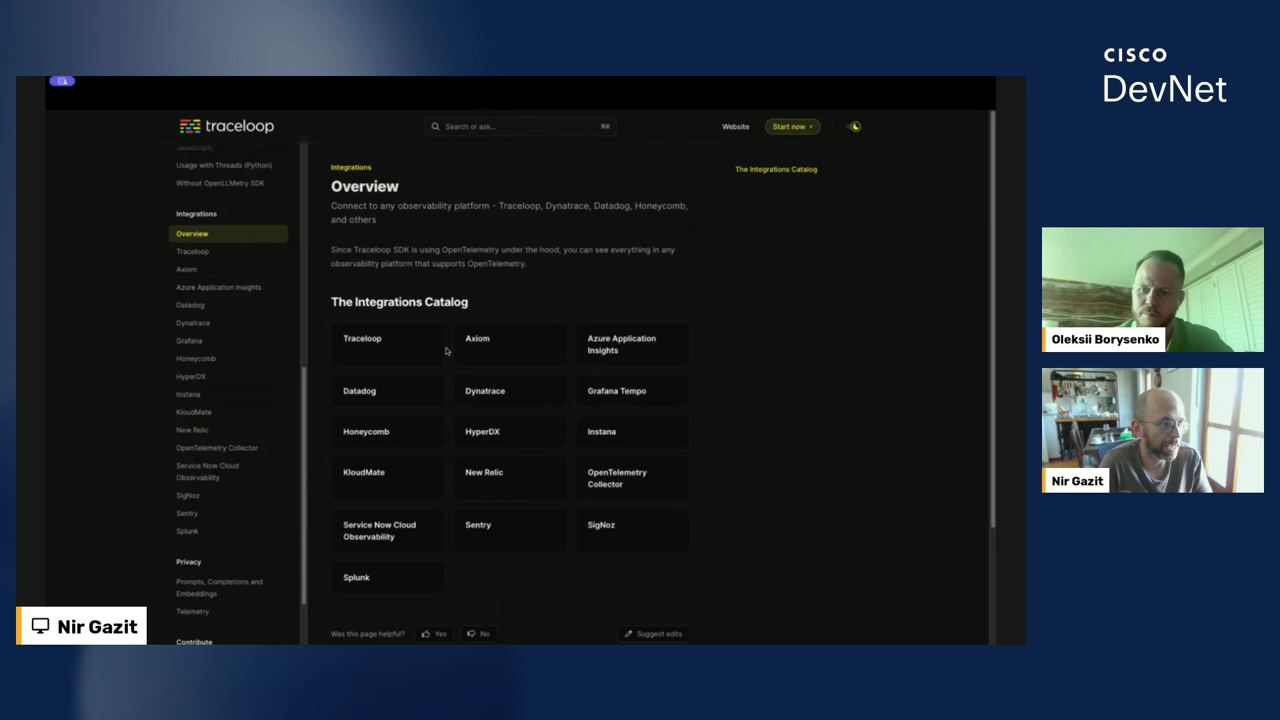 CISCO
DevNet
traceloop
Search or ask...
⌘K
Website
Start now ›
JavaScript)
Usage with Threads (Python)
Without OpenLLMetry SDK
Integrations
Overview
Traceloop
Axiom
Azure Application Insights
Datadog
Dynatrace
Grafana
Honeycomb
HyperDX
Instana
KloudMate
New Relic
OpenTelemetry Collector
Service Now Cloud
Observability
SigNoz
Sentry
Splunk
Privacy
Prompts, Completions and
Embeddings
Telemetry
Contribute
Integrations
Overview
Connect to any observability platform - Traceloop, Dynatrace, Datadog, Honeycomb,
and others
Since Traceloop SDK is using OpenTelemetry under the hood, you can see everything in any
observability platform that supports OpenTelemetry.
The Integrations Catalog
Traceloop
Axiom
Azure Application
Insights
Datadog
Dynatrace
Grafana Tempo
Honeycomb
HyperDX
Instana
KloudMate
New Relic
OpenTelemetry
Collector
Service Now Cloud
Observability
Sentry
SigNoz
Splunk
Was this page helpful?
Yes
No
Suggest edits
The Integrations Catalog
Oleksii Borysenko
Nir Gazit
Nir Gazit